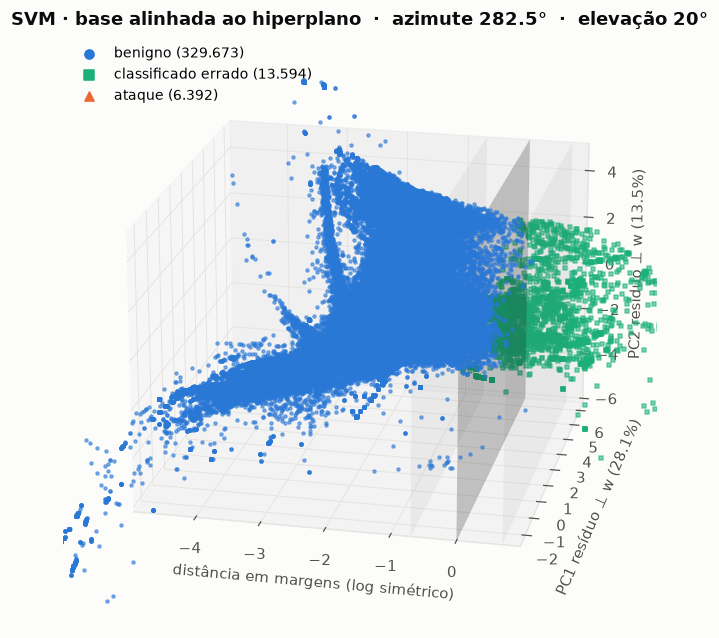 SVM · base alinhada ao hiperplano · azimute 282.5° · elevação 20°
benigno (329.673)
classificado errado (13.594)
ataque (6.392)
4
2
0
−2
−4
−6
PC2 resíduo ⊥ w (13.5%)
6
5
4
3
2
1
0
−1
−2
PC1 resíduo ⊥ w (28.1%)
−4
−3
−2
−1
0
distância em margens (log simétrico)